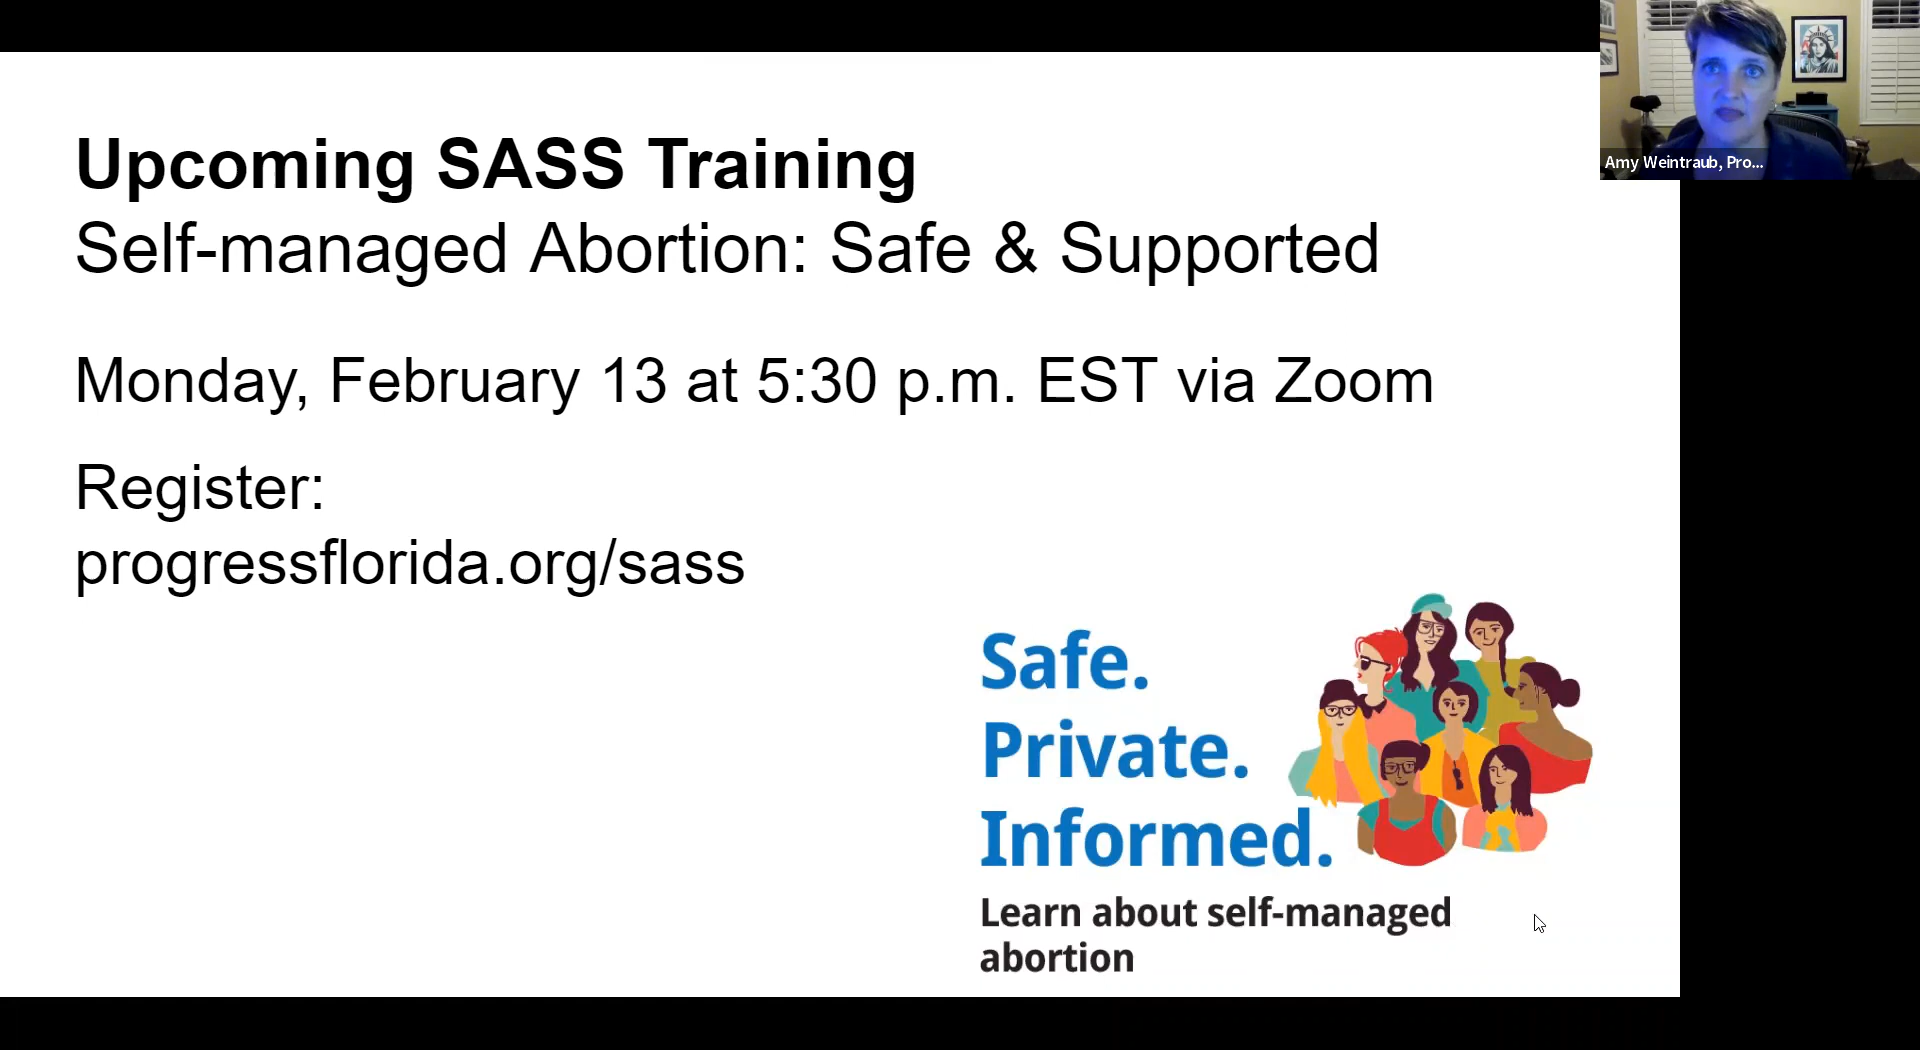 Upcoming SASS Training
Self-managed Abortion: Safe & Supported
Monday, February 13 at 5:30 p.m. EST via Zoom
Register:
progressflorida.org/sass
Safe.
Private.
Informed.
Learn about self-managed
abortion
Amy Weintraub, Pro...